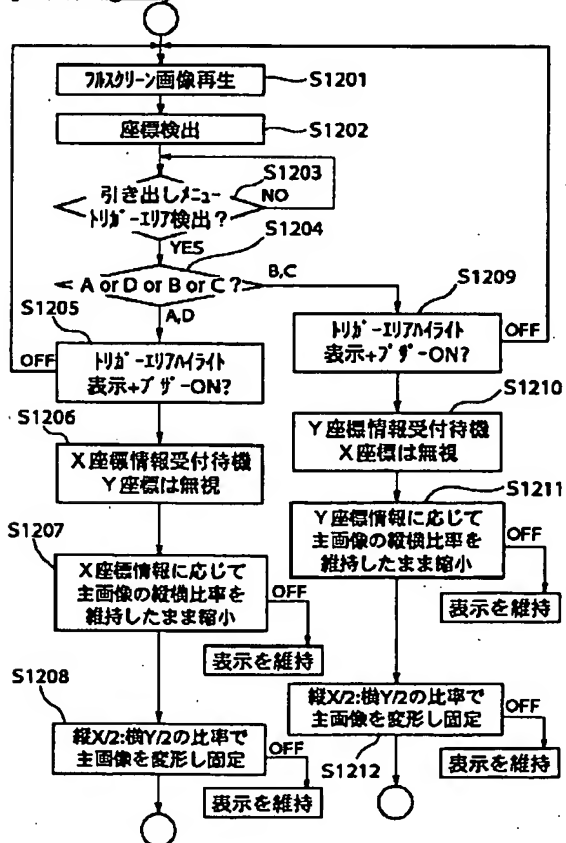 フルスクリーン画像再生
S1201
座標検出
S1202
引き出しメニュー
トリガーエリア検出？
S1203
NO
YES
A or D or B or C ?
S1204
B,C
A,D
S1205
トリガーエリアハイライト
表示+ブザーON?
OFF
S1206
X座標情報受付待機
Y座標は無視
S1207
X座標情報に応じて
主画像の縦横比率を
維持したまま縮小
OFF
表示を維持
S1208
縦X/2:横Y/2の比率で
主画像を変形し固定
OFF
表示を維持
S1209
トリガーエリアハイライト
表示+ブザーON?
OFF
S1210
Y座標情報受付待機
X座標は無視
S1211
Y座標情報に応じて
主画像の縦横比率を
維持したまま縮小
OFF
表示を維持
縦X/2:横Y/2の比率で
主画像を変形し固定
OFF
S1212
表示を維持